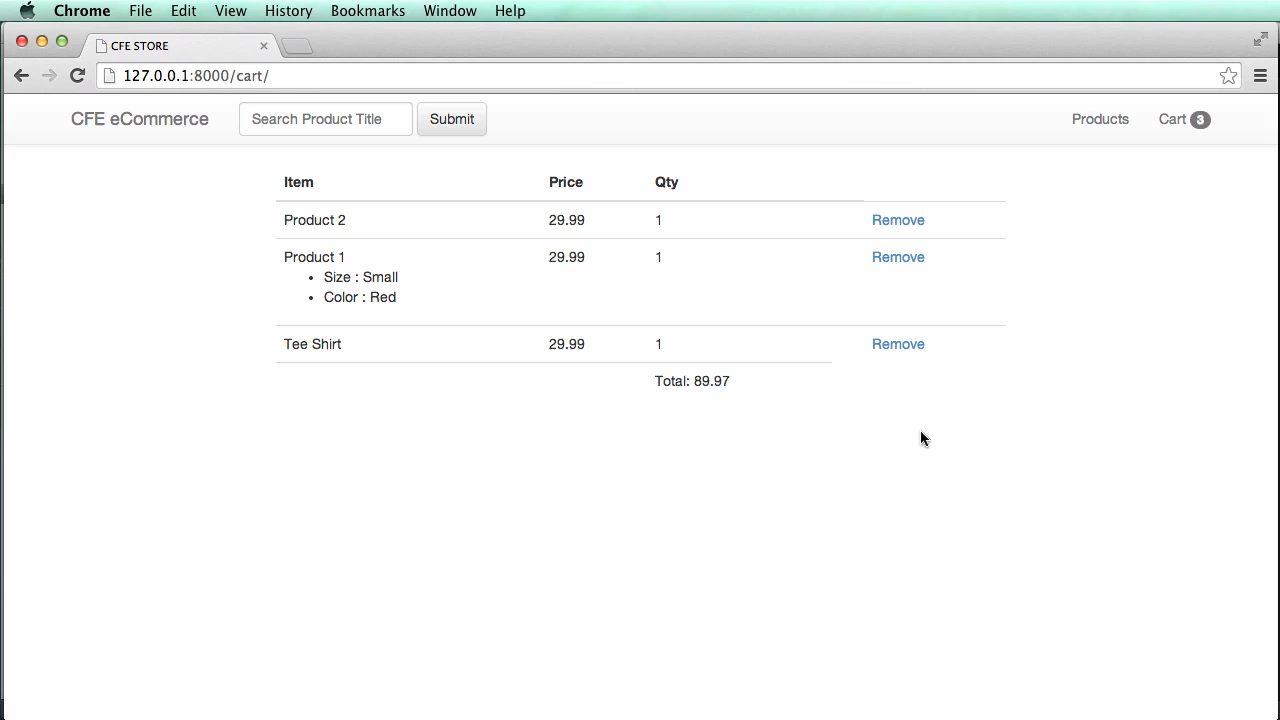 Chrome File Edit View History Bookmarks Window Help
CFE STORE
127.0.0.1:8000/cart/
CFE eCommerce Search Product Title Submit Products Cart 3
Item Price Qty
Product 2 29.99 1 Remove
Product 1 29.99 1 Remove
• Size : Small
• Color : Red
Tee Shirt 29.99 1 Remove
Total: 89.97